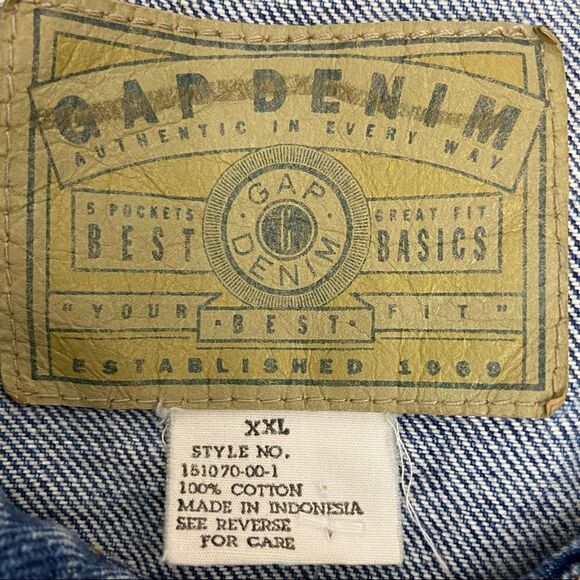 GAP DENIM
AUTHENTIC IN EVERY WAY
5 POCKETS
BEST
GAP
G
DENIM
GREAT FIT
BASICS
"YOUR BEST FIT"
ESTABLISHED 1969
XXL
STYLE NO.
151070-00-1
100% COTTON
MADE IN INDONESIA
SEE REVERSE
FOR CARE